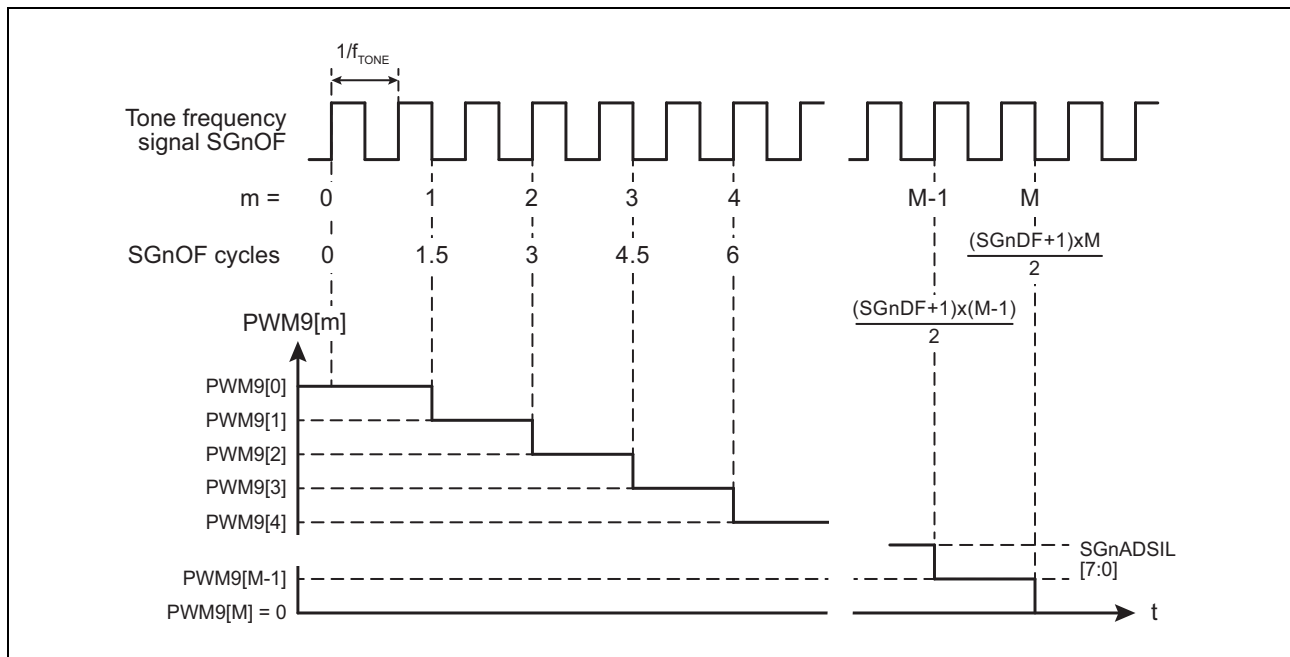 1/fTONE
Tone frequency
signal SGnOF
m = 0 1 2 3 4 M-1 M
SGnOF cycles 0 1.5 3 4.5 6
(SGnDF+1)xM
2
(SGnDF+1)x(M-1)
2
PWM9[m]
PWM9[0]
PWM9[1]
PWM9[2]
PWM9[3]
PWM9[4]
SGnADSIL
[7:0]
PWM9[M-1]
PWM9[M] = 0
t